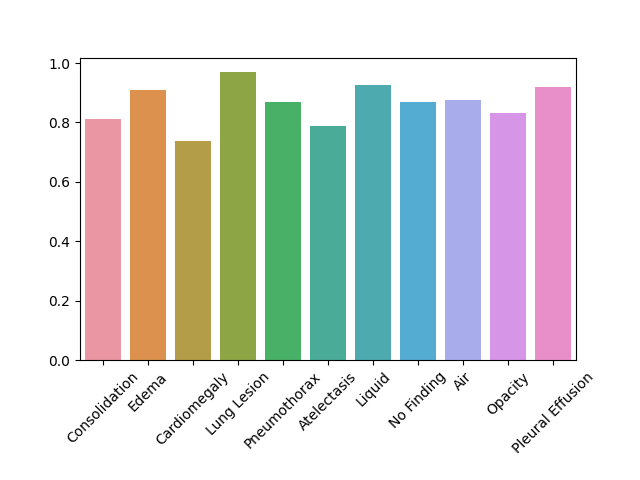 1.0
0.8
0.6
0.4
0.2
0.0
Consolidation
Edema
Cardiomegaly
Lung Lesion
Pneumothorax
Atelectasis
Liquid
No Finding
Air
Opacity
Pleural Effusion